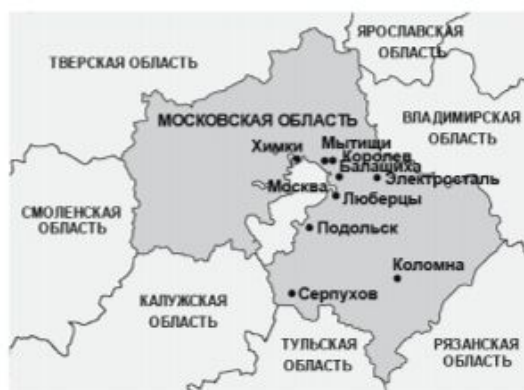 ЯРОСЛАВСКАЯ
ОБЛАСТЬ
ТВЕРСКАЯ ОБЛАСТЬ
ВЛАДИМИРСКАЯ
ОБЛАСТЬ
МОСКОВСКАЯ ОБЛАСТЬ
Химки
Мытищи
Королев
Балашиха
Электросталь
Москва
Люберцы
СМОЛЕНСКАЯ
ОБЛАСТЬ
Подольск
Коломна
Серпухов
КАЛУЖСКАЯ
ОБЛАСТЬ
ТУЛЬСКАЯ
ОБЛАСТЬ
РЯЗАНСКАЯ
ОБЛАСТЬ